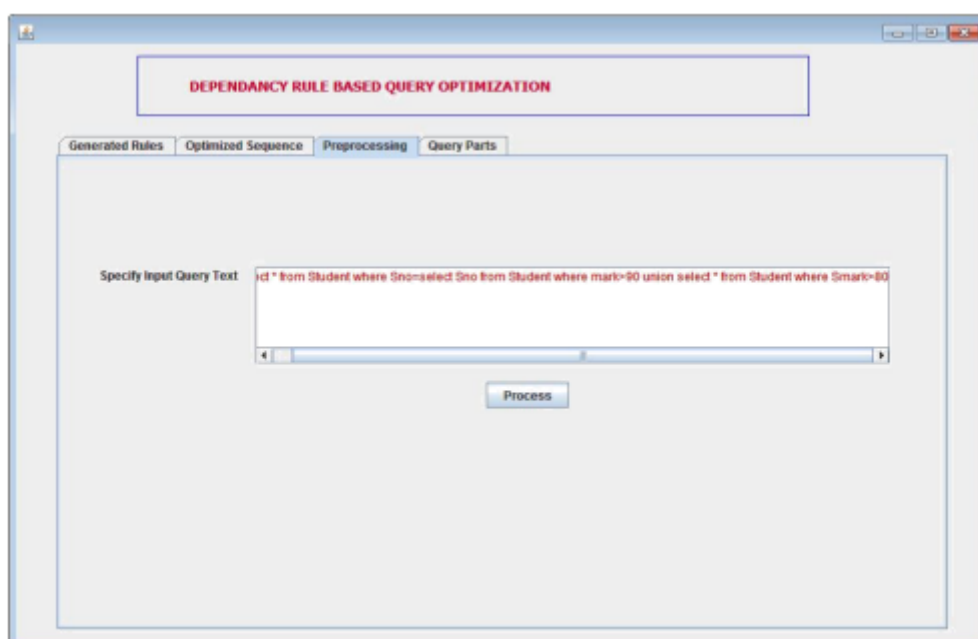 DEPENDANCY RULE BASED QUERY OPTIMIZATION
Generated Rules Optimized Sequence Preprocessing Query Parts
Specify Input Query Text
ct * from Student where Sno=select Sno from Student where mark>90 union select * from Student where Smark>80
Process